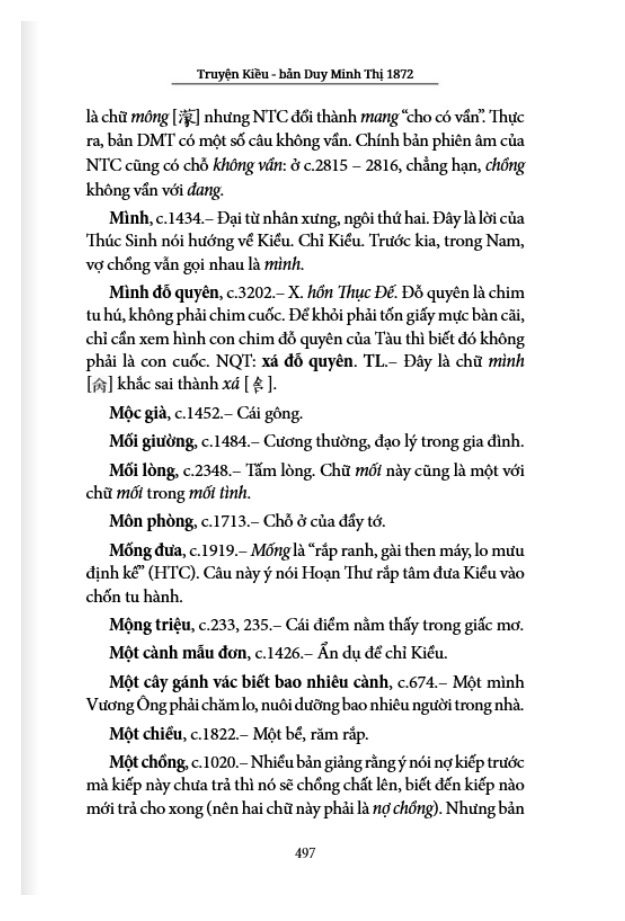 Truyện Kiều - bản Duy Minh Thị 1872
là chữ mông [濛] nhưng NTC đổi thành mang “cho có vần”. Thực
ra, bản DMT có một số câu không vần. Chính bản phiên âm của
NTC cũng có chỗ không vần: ở c.2815 – 2816, chẳng hạn, chồng
không vần với đang.
Mình, c.1434.– Đại từ nhân xưng, ngôi thứ hai. Đây là lời của
Thúc Sinh nói hướng về Kiều. Chỉ Kiều. Trước kia, trong Nam,
vợ chồng vẫn gọi nhau là mình.
Mình đỗ quyên, c.3202.– X. hồn Thục Đế. Đỗ quyên là chim
tu hú, không phải chim cuốc. Để khỏi phải tốn giấy mực bàn cãi,
chỉ cần xem hình con chim đỗ quyên của Tàu thì biết đó không
phải là con cuốc. NQT: xá đỗ quyên. TL.– Đây là chữ mình
[] khắc sai thành xá [].
Mộc già, c.1452.– Cái gông.
Mối giường, c.1484.– Cương thường, đạo lý trong gia đình.
Mối lòng, c.2348.– Tấm lòng. Chữ mối này cũng là một với
chữ mối trong mối tình.
Môn phòng, c.1713.– Chỗ ở của đầy tớ.
Mống đưa, c.1919.– Mống là “rắp ranh, gài then máy, lo mưu
định kế” (HTC). Câu này ý nói Hoạn Thư rắp tâm đưa Kiều vào
chốn tu hành.
Mộng triệu, c.233, 235.– Cái điềm nằm thấy trong giấc mơ.
Một cành mẫu đơn, c.1426.– Ẩn dụ để chỉ Kiều.
Một cây gánh vác biết bao nhiêu cành, c.674.– Một mình
Vương Ông phải chăm lo, nuôi dưỡng bao nhiêu người trong nhà.
Một chiều, c.1822.– Một bề, răm rắp.
Một chồng, c.1020.– Nhiều bản giảng rằng ý nói nợ kiếp trước
mà kiếp này chưa trả thì nó sẽ chồng chất lên, biết đến kiếp nào
mới trả cho xong (nên hai chữ này phải là nợ chồng). Nhưng bản
497